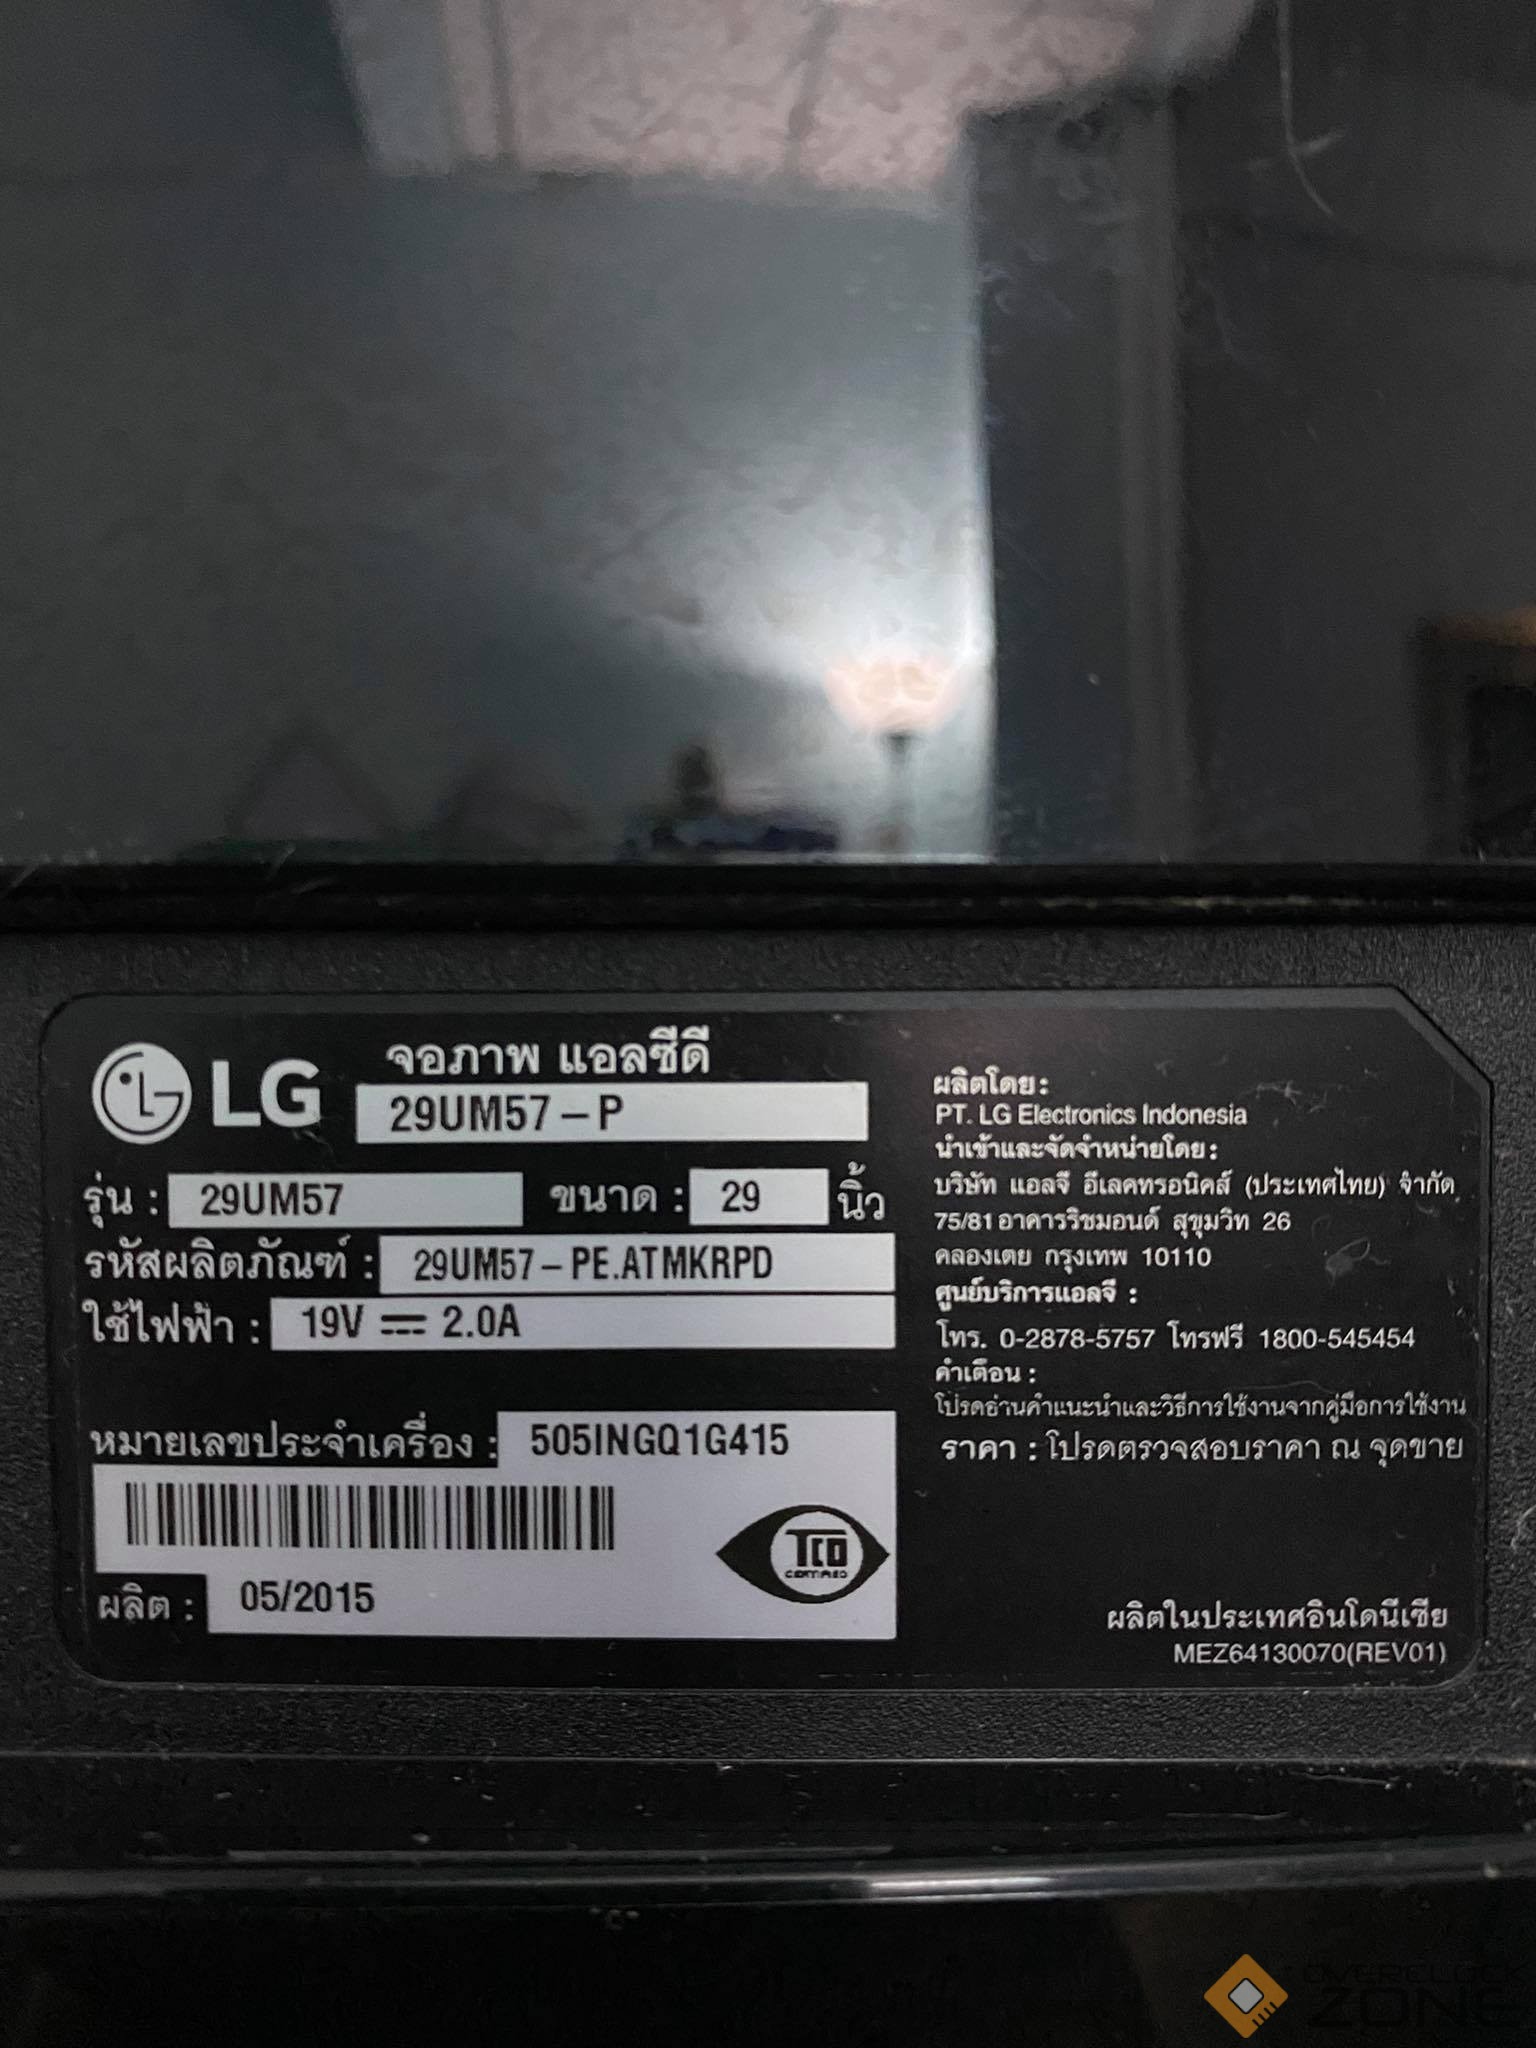 LG
จอภาพ แอลซีดี
29UM57-P
รุ่น : 29UM57 ขนาด : 29 นิ้ว
รหัสผลิตภัณฑ์ : 29UM57-PE.ATMKRPD
ใช้ไฟฟ้า : 19V ⎓ 2.0A
หมายเลขประจำเครื่อง : 505INGQ1G415
TCO
ผลิต : 05/2015
ผลิตโดย :
PT. LG Electronics Indonesia
นำเข้าและจัดจำหน่ายโดย :
บริษัท แอลจี อีเลคทรอนิคส์ (ประเทศไทย) จำกัด
75/81 อาคารริชมอนด์ สุขุมวิท 26
คลองเตย กรุงเทพ 10110
ศูนย์บริการแอลจี :
โทร. 0-2878-5757 โทรฟรี 1800-545454
คำเตือน :
โปรดอ่านคำแนะนำและวิธีการใช้งานจากคู่มือการใช้งาน
ราคา : โปรดตรวจสอบราคา ณ จุดขาย
ผลิตในประเทศอินโดนีเซีย
MEZ64130070(REV01)
OVERCLOCK
ZONE